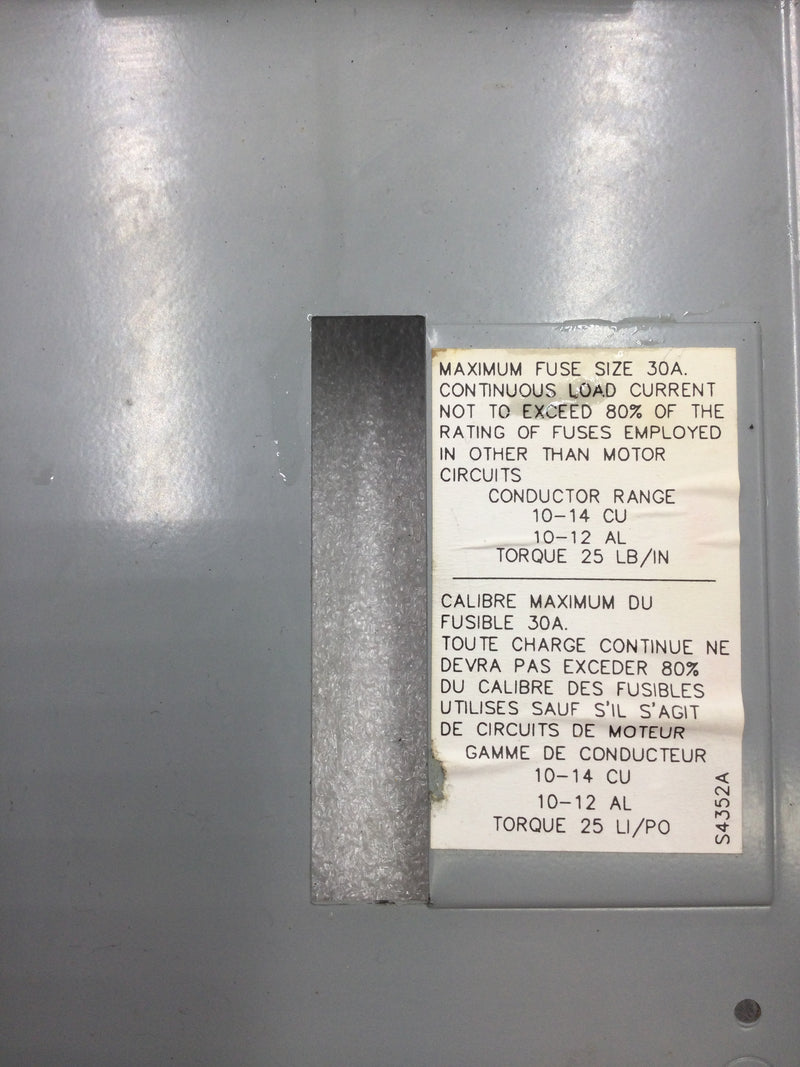 MAXIMUM FUSE SIZE 30A.
CONTINUOUS LOAD CURRENT
NOT TO EXCEED 80% OF THE
RATING OF FUSES EMPLOYED
IN OTHER THAN MOTOR
CIRCUITS
CONDUCTOR RANGE
10-14 CU
10-12 AL
TORQUE 25 LB/IN
CALIBRE MAXIMUM DU
FUSIBLE 30A.
TOUTE CHARGE CONTINUE NE
DEVRA PAS EXCEDER 80%
DU CALIBRE DES FUSIBLES
UTILISES SAUF S'IL S'AGIT
DE CIRCUITS DE MOTEUR
GAMME DE CONDUCTEUR
10-14 CU
10-12 AL
TORQUE 25 LI/PO
S4352A